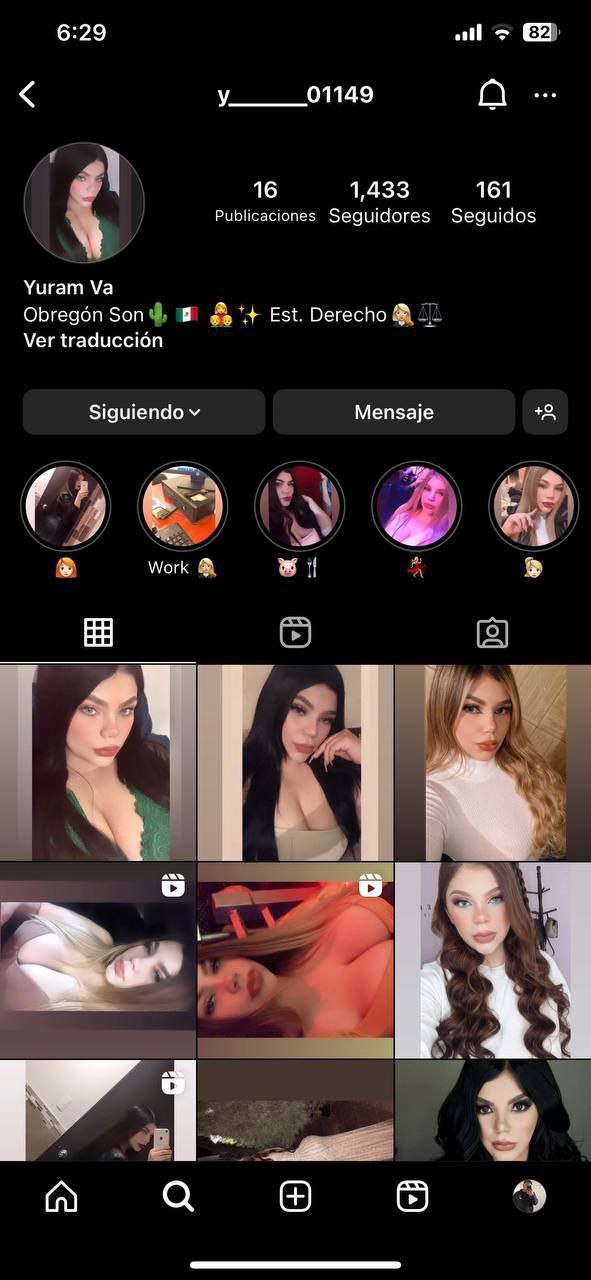 6:29
82
y______01149
16 1,433 161
Publicaciones Seguidores Seguidos
Yuram Va
Obregón Son🌵 🇲🇽 👩‍👧‍👦✨ Est. Derecho👩🏼‍💼⚖️
Ver traducción
Siguiendo Mensaje
Work 👩🏼‍💼